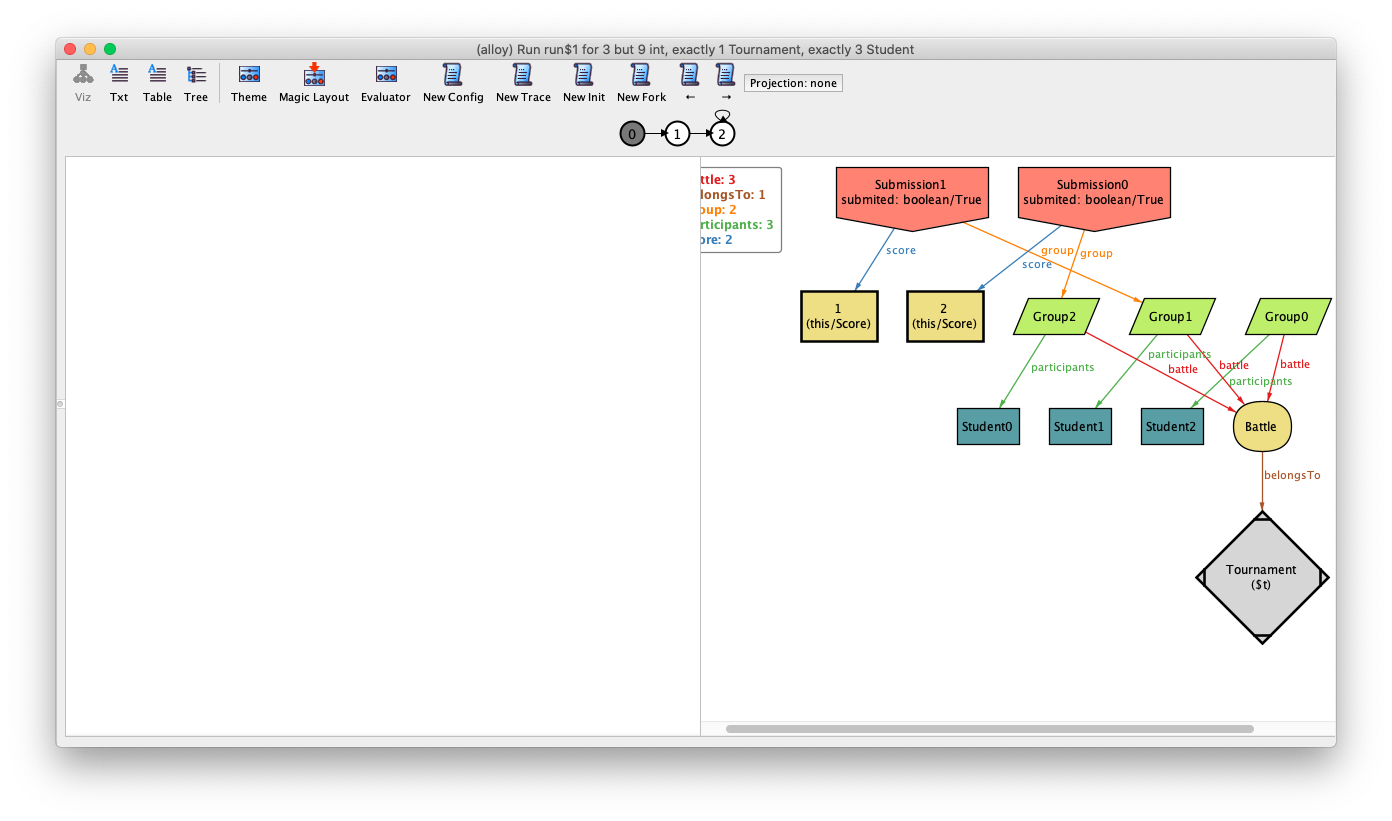 (alloy) Run run$1 for 3 but 9 int, exactly 1 Tournament, exactly 3 Student
Viz
Txt
Table
Tree
Theme
Magic Layout
Evaluator
New Config
New Trace
New Init
New Fork
←
→
Projection: none
0
1
2
ttle: 3
longsTo: 1
oup: 2
rticipants: 3
ore: 2
Submission1
submited: boolean/True
Submission0
submited: boolean/True
score
group
group
score
1
(this/Score)
2
(this/Score)
Group2
Group1
Group0
participants
participants
battle
battle
battle
participants
Student0
Student1
Student2
Battle
belongsTo
Tournament
($t)